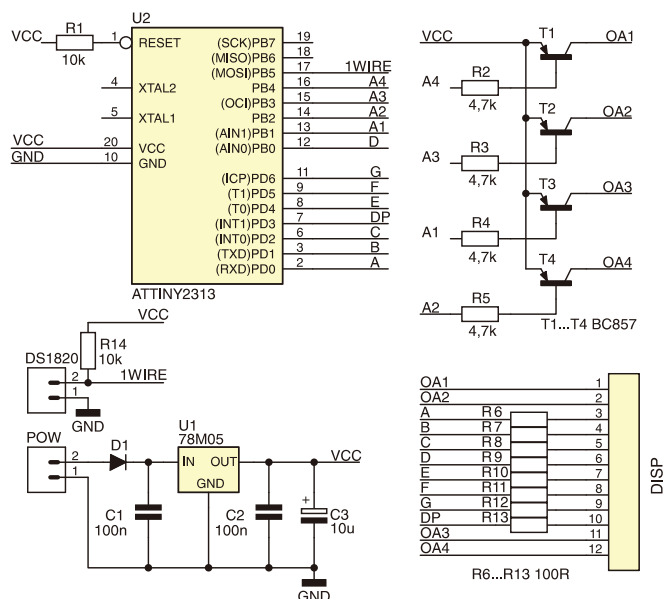 U2
VCC R1 1 RESET (SCK)PB7 19
10k (MISO)PB6 18
(MOSI)PB5 17 1WIRE
4 XTAL2 PB4 16 A4
(OCI)PB3 15 A3
5 XTAL1 PB2 14 A2
(AIN1)PB1 13 A1
VCC 20 VCC (AIN0)PB0 12 D
GND 10 GND
(ICP)PD6 11 G
(T1)PD5 9 F
(T0)PD4 8 E
(INT1)PD3 7 DP
(INT0)PD2 6 C
(TXD)PD1 3 B
(RXD)PD0 2 A
ATTINY2313
VCC T1 OA1
A4 R2
4,7k
T2 OA2
A3 R3
4,7k
T3 OA3
A1 R4
4,7k
T4 OA4
A2 R5
4,7k
T1...T4 BC857
VCC
R14
10k
DS1820
2 1WIRE
1
GND
POW
2 D1
1
U1
78M05
IN OUT
GND
VCC
C1
100n
C2
100n
+
C3
10u
GND
OA1 1
OA2 2
A R6 3
B R7 4
C R8 5
D R9 6
E R10 7
F R11 8
G R12 9
DP R13 10
OA3 11
OA4 12
DISP
R6...R13 100R